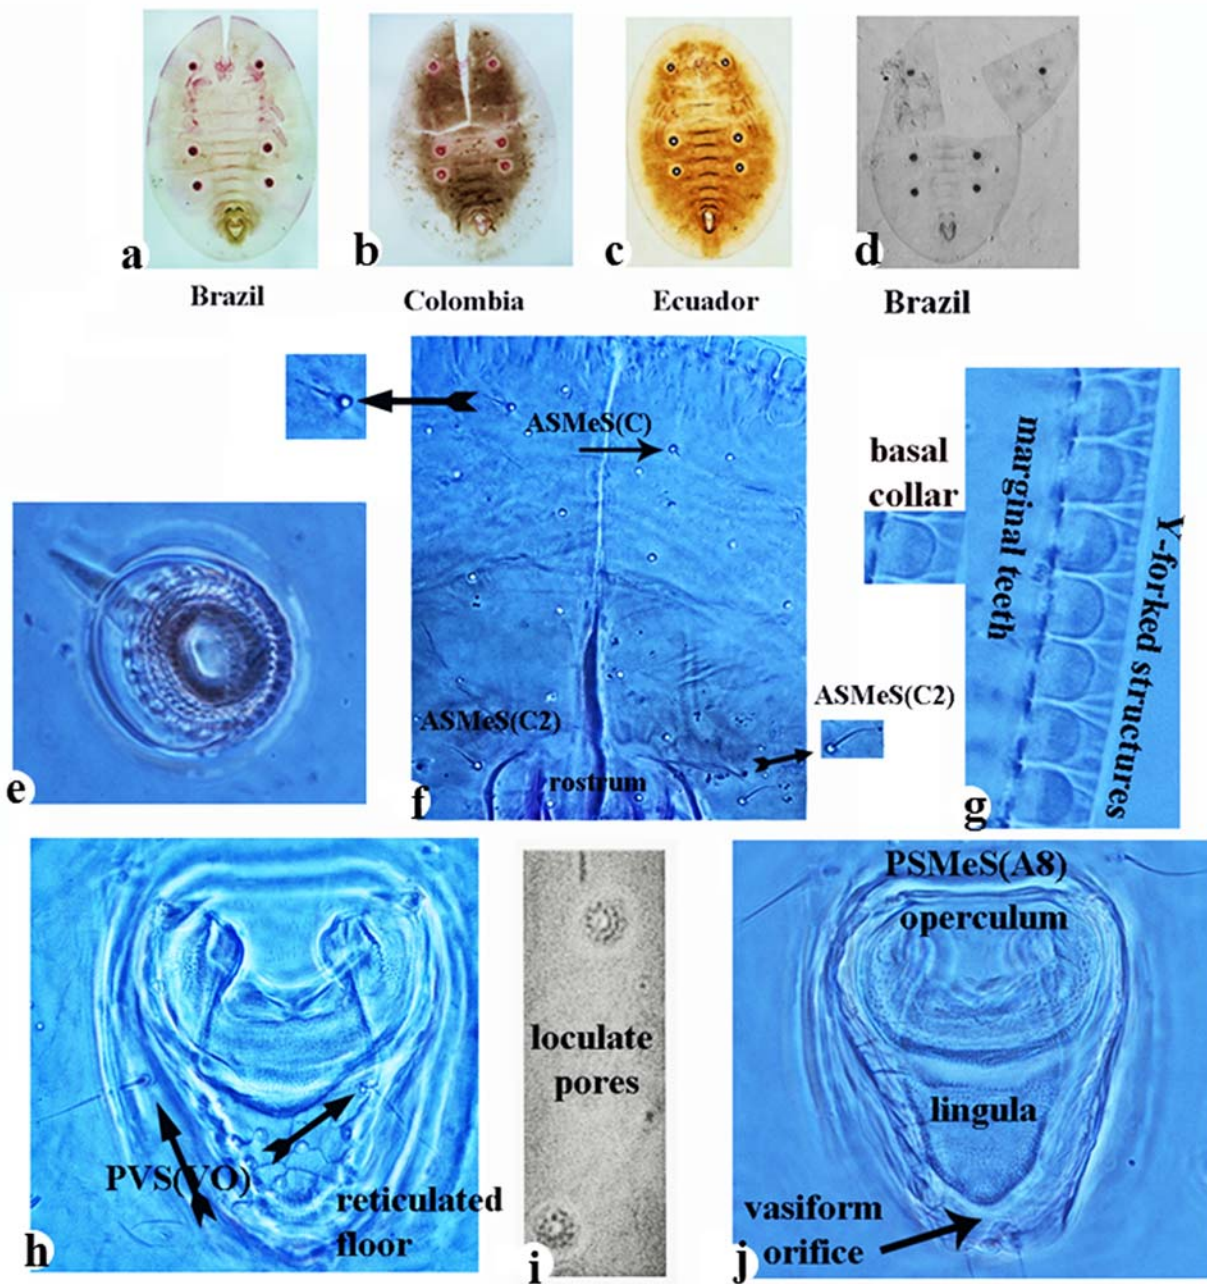 a
Brazil
b
Colombia
c
Ecuador
d
Brazil
e
ASMeS(C)
ASMeS(C2)
rostrum
ASMeS(C2)
f
basal
collar
marginal teeth
Y-forked structures
g
PVS(VO)
reticulated
floor
h
loculate
pores
i
PSMeS(A8)
operculum
lingula
vasiform
orifice
j